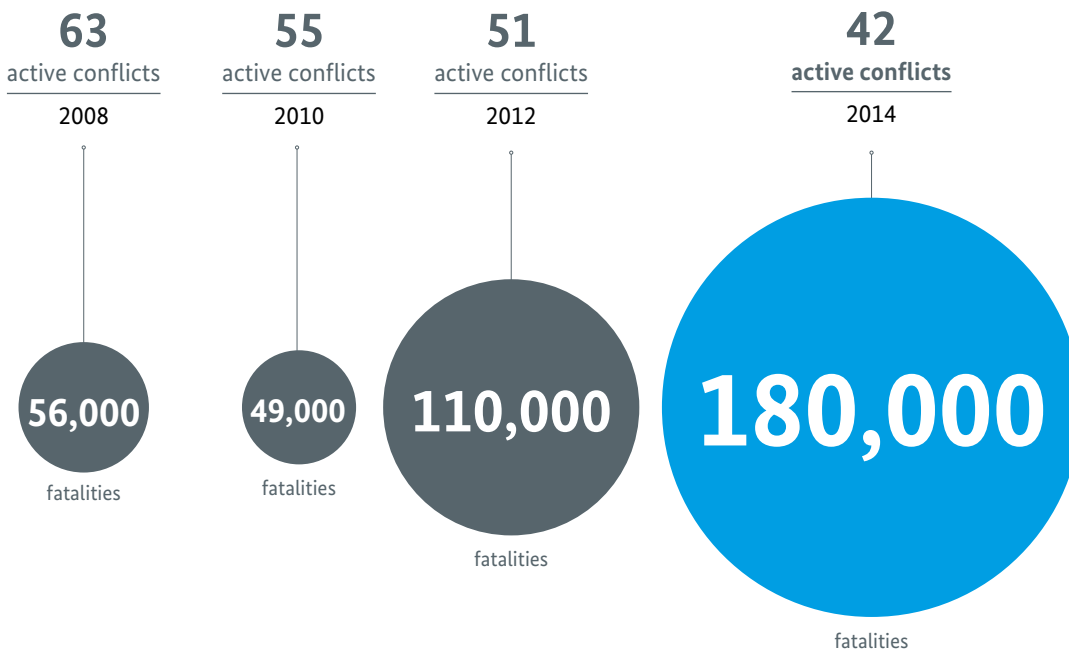 63
active conflicts
2008
56,000
fatalities
55
active conflicts
2010
49,000
fatalities
51
active conflicts
2012
110,000
fatalities
42
active conflicts
2014
180,000
fatalities